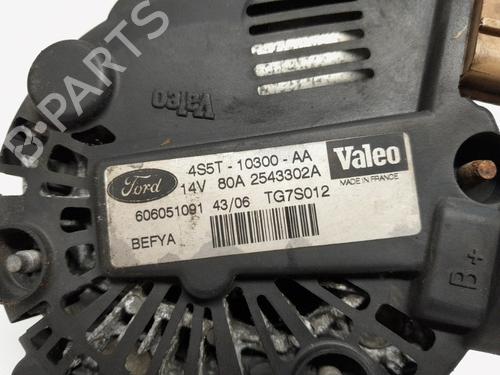 B-Parts
Valeo
Ford
4S5T-10300-AA
14V 80A 2543302A
606051091 43/06 TG7S012
BEFYA
Valeo
MADE IN FRANCE
B+